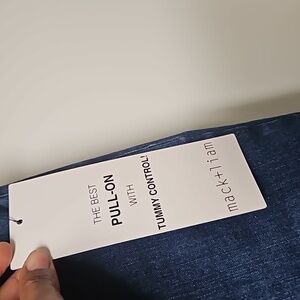 THE BEST
PULL-ON
WITH
TUMMY CONTROL!
mack+liam